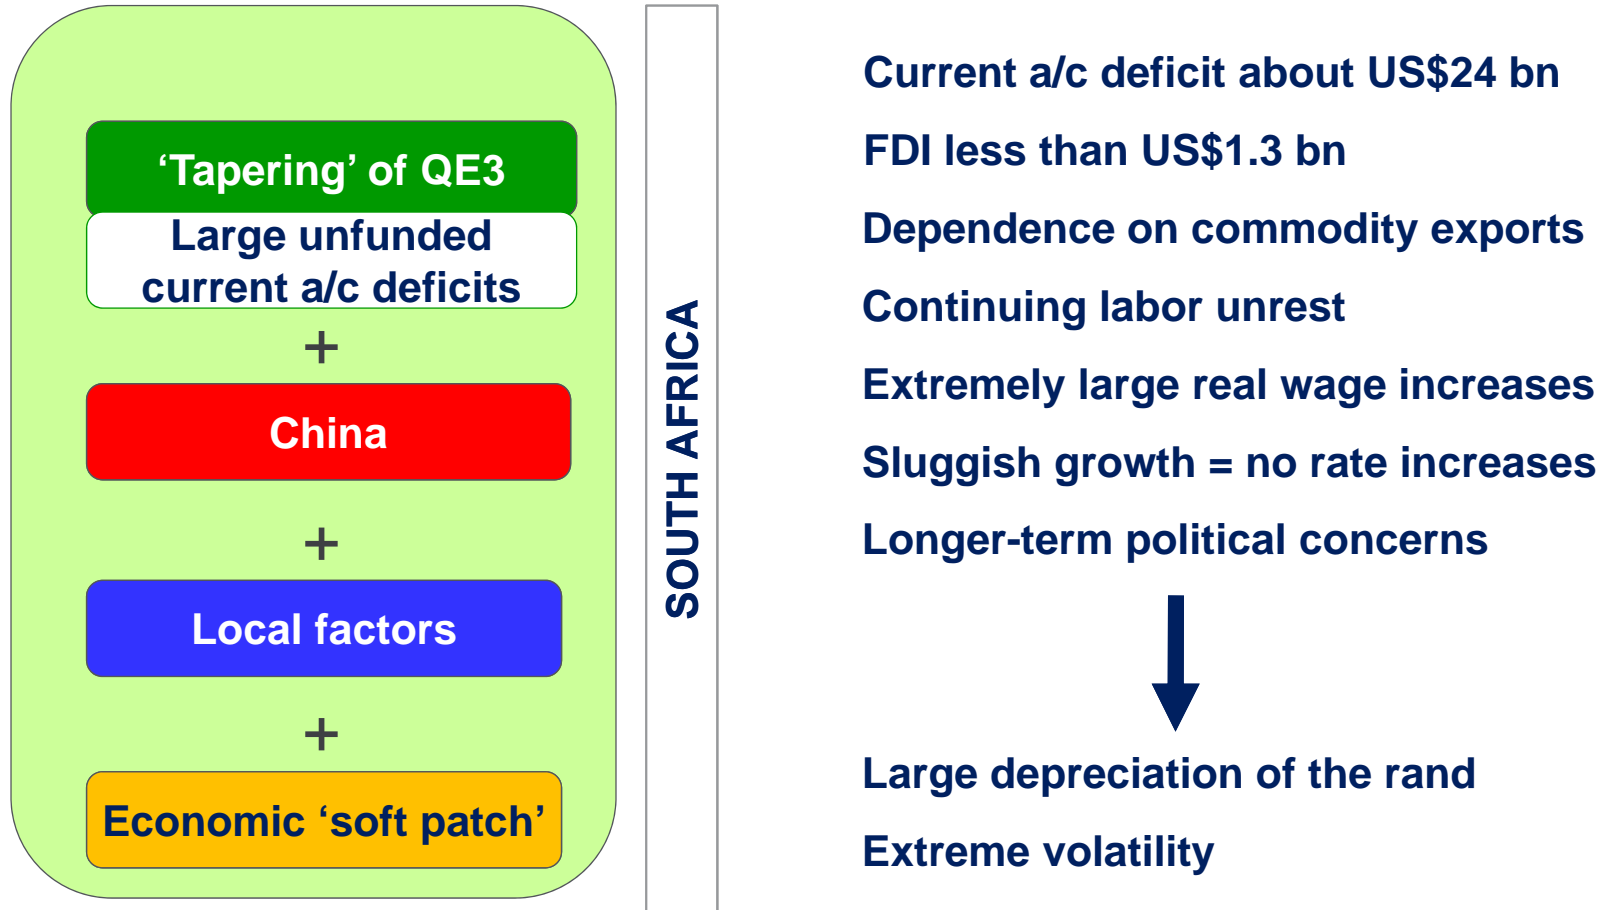 ‘Tapering’ of QE3
Large unfunded
current a/c deficits
+
China
+
Local factors
+
Economic ‘soft patch’
SOUTH AFRICA
Current a/c deficit about US$24 bn
FDI less than US$1.3 bn
Dependence on commodity exports
Continuing labor unrest
Extremely large real wage increases
Sluggish growth = no rate increases
Longer-term political concerns
Large depreciation of the rand
Extreme volatility